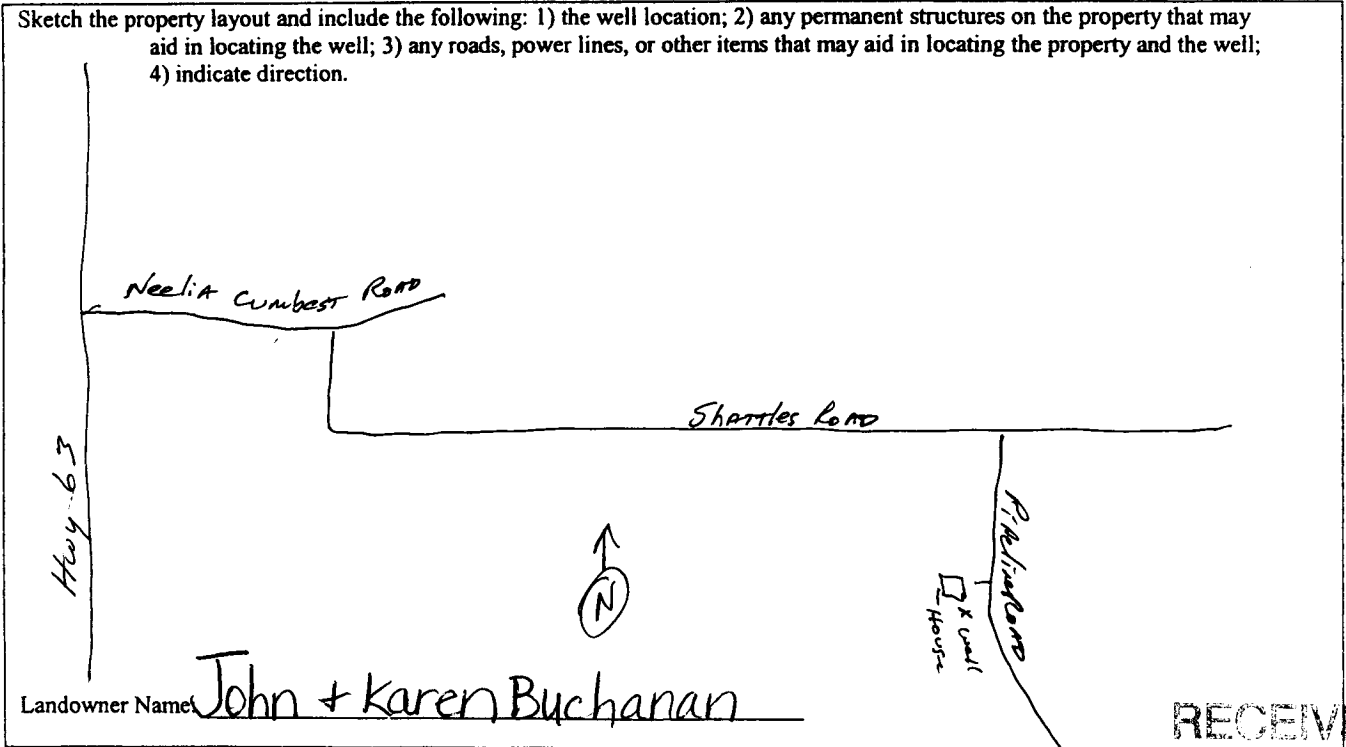 Sketch the property layout and include the following: 1) the well location; 2) any permanent structures on the property that may
aid in locating the well; 3) any roads, power lines, or other items that may aid in locating the property and the well;
4) indicate direction.
Neelia Cumbest Road
Shattles Road
Hwy-63
Pipeline Road
N
X well
House
Landowner Name John + Karen Buchanan
RECEIV